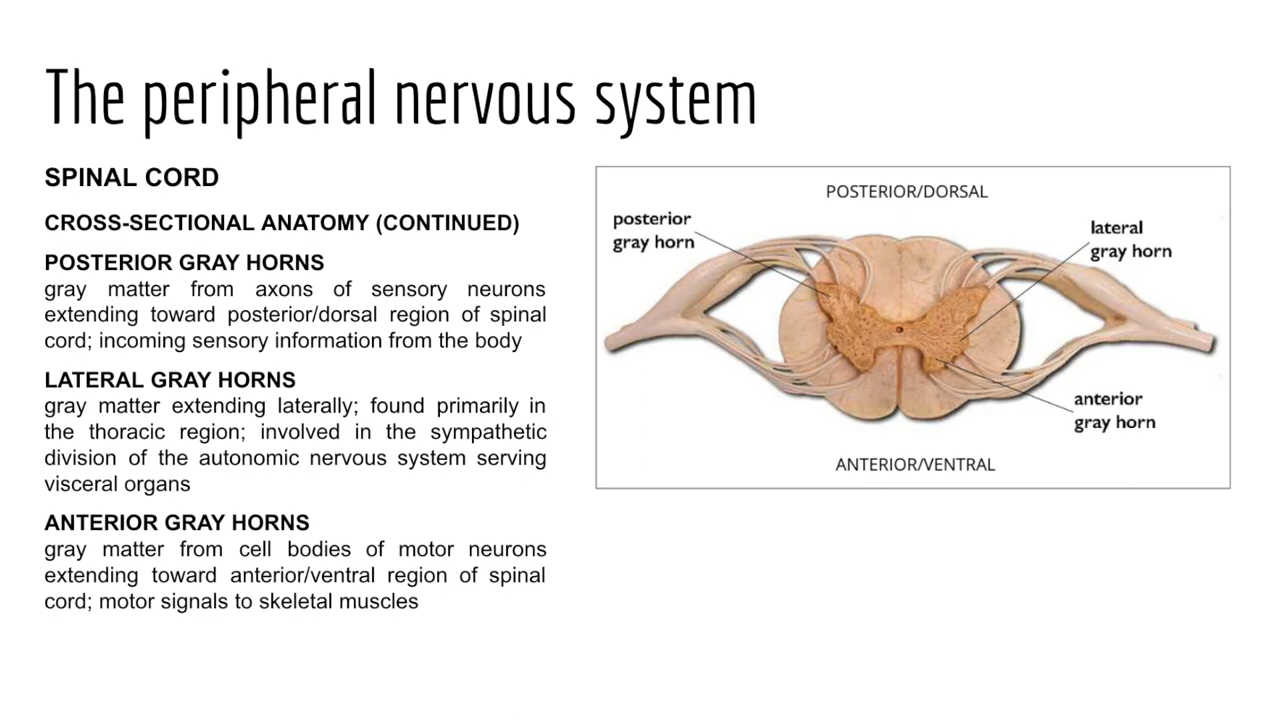 The peripheral nervous system
SPINAL CORD
CROSS-SECTIONAL ANATOMY (CONTINUED)
POSTERIOR GRAY HORNS
gray matter from axons of sensory neurons
extending toward posterior/dorsal region of spinal
cord; incoming sensory information from the body
LATERAL GRAY HORNS
gray matter extending laterally; found primarily in
the thoracic region; involved in the sympathetic
division of the autonomic nervous system serving
visceral organs
ANTERIOR GRAY HORNS
gray matter from cell bodies of motor neurons
extending toward anterior/ventral region of spinal
cord; motor signals to skeletal muscles
POSTERIOR/DORSAL
posterior
gray horn
lateral
gray horn
anterior
gray horn
ANTERIOR/VENTRAL